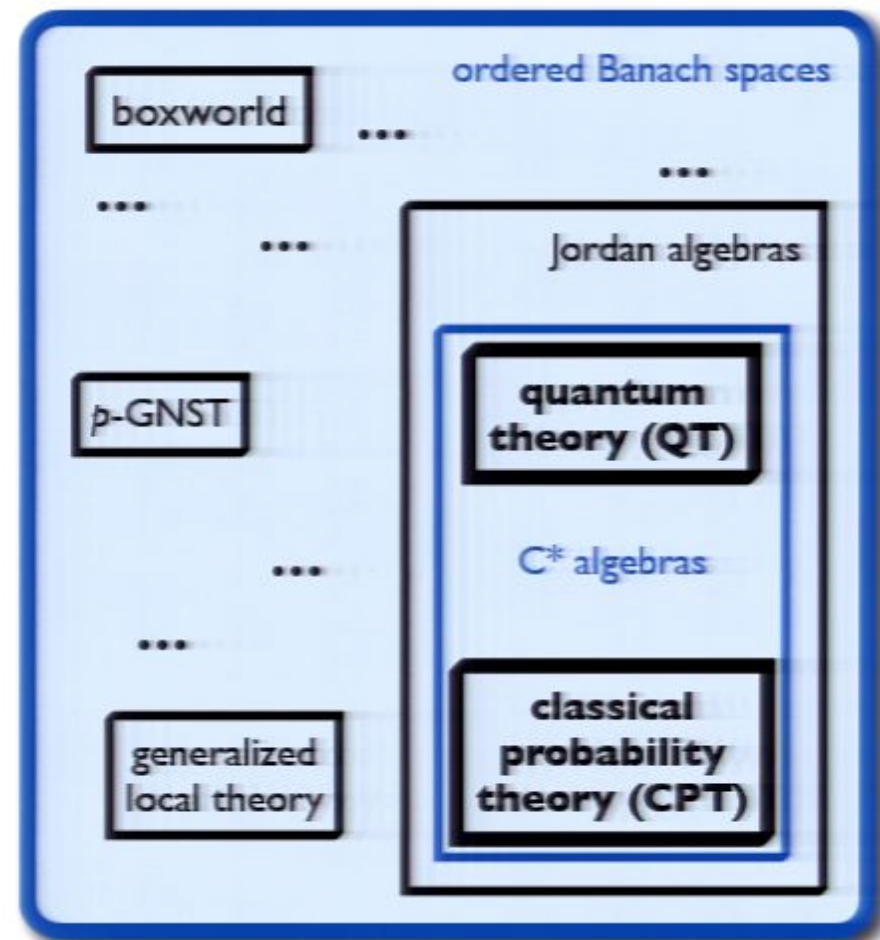 ordered Banach spaces
boxworld
...
...
...
...
Jordan algebras
quantum
theory (QT)
p-GNST
C* algebras
...
...
classical
probability
theory (CPT)
generalized
local theory